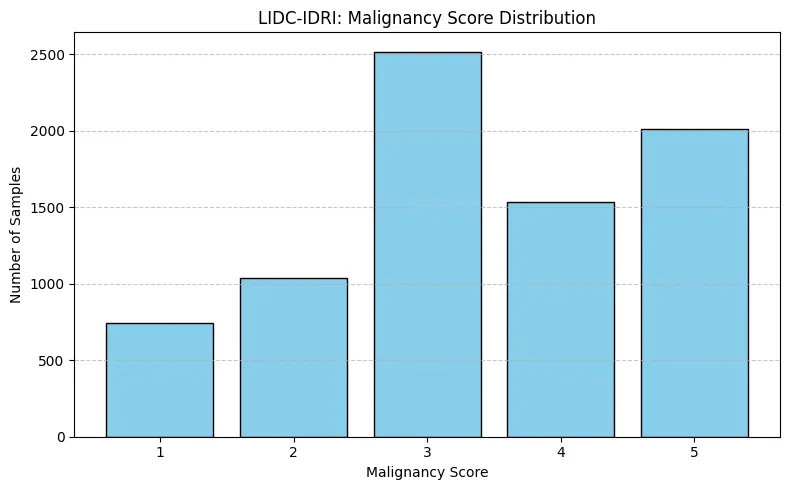 LIDC-IDRI: Malignancy Score Distribution
Number of Samples
2500
2000
1500
1000
500
0
1 2 3 4 5
Malignancy Score